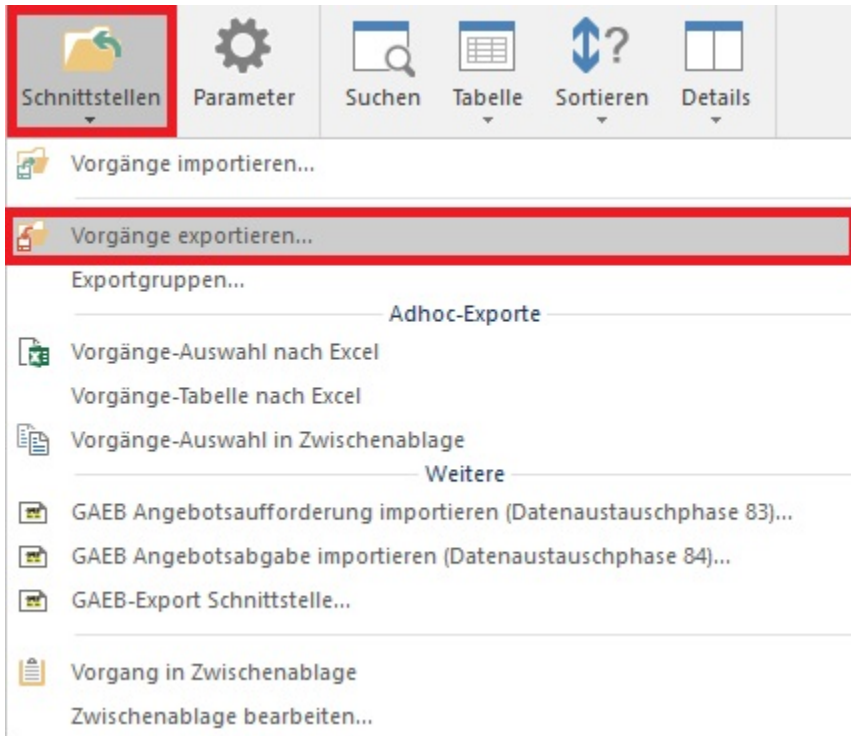 Schnittstellen Parameter Suchen Tabelle Sortieren Details
Vorgänge importieren...
Vorgänge exportieren...
Exportgruppen...
Adhoc-Exporte
Vorgänge-Auswahl nach Excel
Vorgänge-Tabelle nach Excel
Vorgänge-Auswahl in Zwischenablage
Weitere
GAEB Angebotsaufforderung importieren (Datenaustauschphase 83)...
GAEB Angebotsabgabe importieren (Datenaustauschphase 84)...
GAEB-Export Schnittstelle...
Vorgang in Zwischenablage
Zwischenablage bearbeiten...